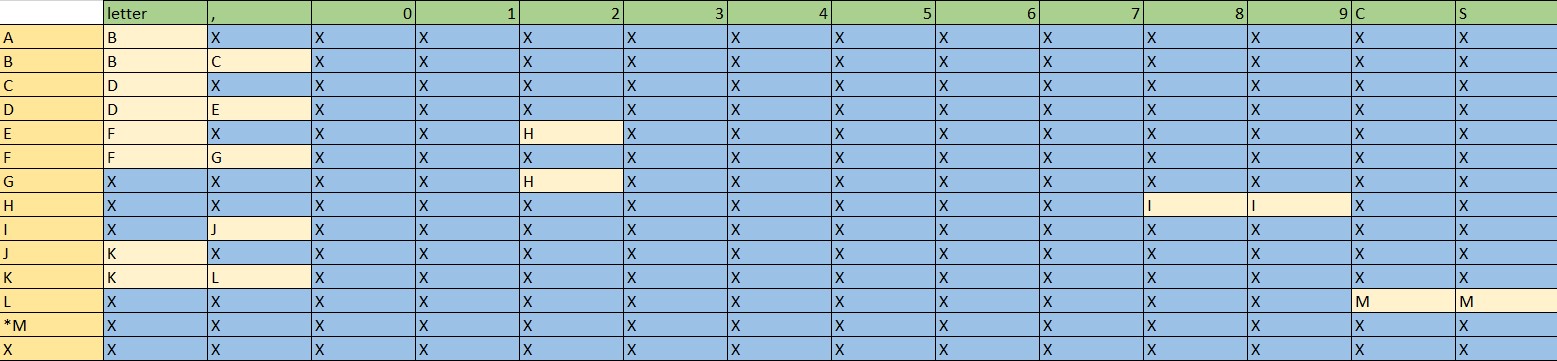 letter , 0 1 2 3 4 5 6 7 8 9 C S
A B X X X X X X X X X X X X X
B B C X X X X X X X X X X X X
C D X X X X X X X X X X X X X
D D E X X X X X X X X X X X X
E F X X X H X X X X X X X X X
F F G X X X X X X X X X X X X
G X X X X H X X X X X X X X X
H X X X X X X X X X X I I X X
I X J X X X X X X X X X X X X
J K X X X X X X X X X X X X X
K K L X X X X X X X X X X X X
L X X X X X X X X X X X X M M
*M X X X X X X X X X X X X X X
X X X X X X X X X X X X X X X